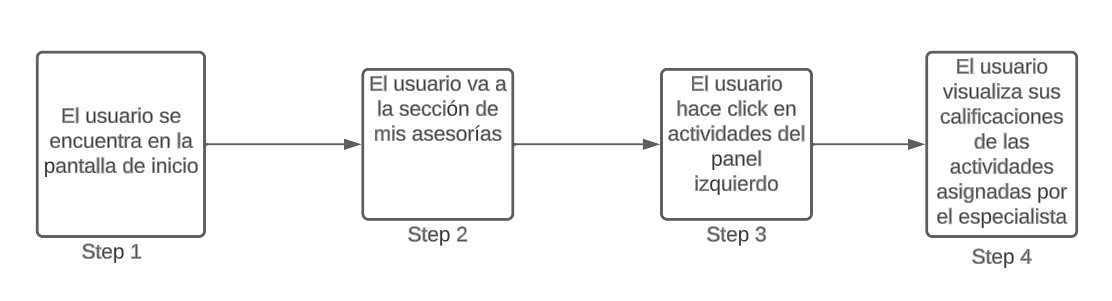 El usuario se
encuentra en la
pantalla de inicio
Step 1
El usuario va a
la sección de
mis asesorías
Step 2
El usuario
hace click en
actividades del
panel
izquierdo
Step 3
El usuario
visualiza sus
calificaciones
de las
actividades
asignadas por
el especialista
Step 4